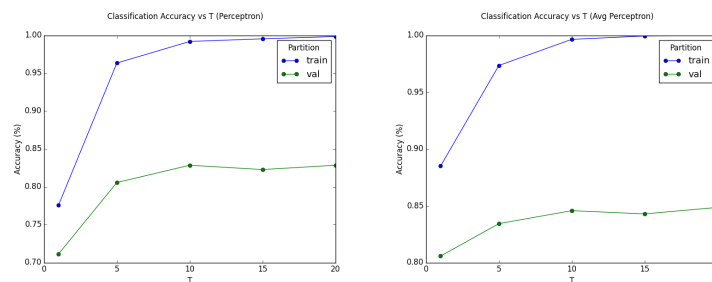 Classification Accuracy vs T (Perceptron)
1.00
0.95
0.90
0.85
0.80
0.75
0.70
Accuracy (%)
0
5
10
15
20
T
Partition
train
val
Classification Accuracy vs T (Avg Perceptron)
1.00
0.95
0.90
0.85
0.80
Accuracy (%)
0
5
10
15
T
Partition
train
val